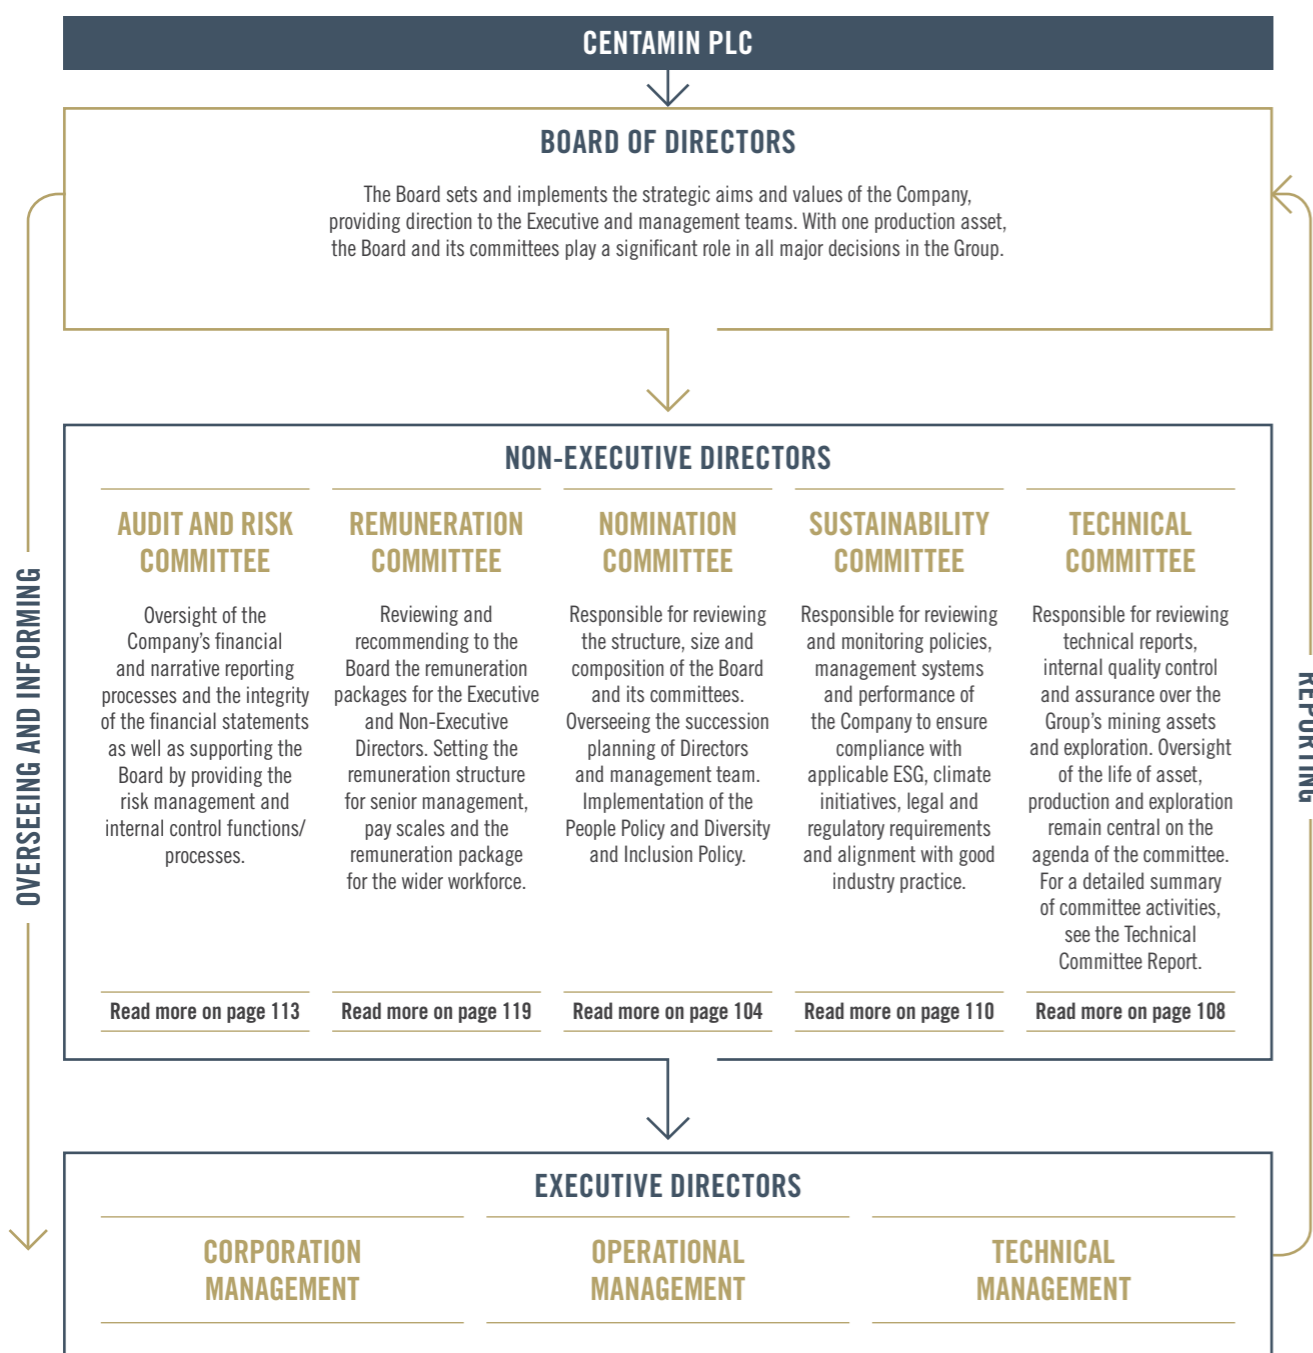 CENTAMIN PLC
BOARD OF DIRECTORS
The Board sets and implements the strategic aims and values of the Company,
providing direction to the Executive and management teams. With one production asset,
the Board and its committees play a significant role in all major decisions in the Group.
OVERSEEING AND INFORMING
REPORTING
NON-EXECUTIVE DIRECTORS
AUDIT AND RISK
COMMITTEE
Oversight of the
Company's financial
and narrative reporting
processes and the integrity
of the financial statements
as well as supporting the
Board by providing the
risk management and
internal control functions/
processes.
Read more on page 113
REMUNERATION
COMMITTEE
Reviewing and
recommending to the
Board the remuneration
packages for the Executive
and Non-Executive
Directors. Setting the
remuneration structure
for senior management,
pay scales and the
remuneration package
for the wider workforce.
Read more on page 119
NOMINATION
COMMITTEE
Responsible for reviewing
the structure, size and
composition of the Board
and its committees.
Overseeing the succession
planning of Directors
and management team.
Implementation of the
People Policy and Diversity
and Inclusion Policy.
Read more on page 104
SUSTAINABILITY
COMMITTEE
Responsible for reviewing
and monitoring policies,
management systems
and performance of
the Company to ensure
compliance with
applicable ESG, climate
initiatives, legal and
regulatory requirements
and alignment with good
industry practice.
Read more on page 110
TECHNICAL
COMMITTEE
Responsible for reviewing
technical reports,
internal quality control
and assurance over the
Group's mining assets
and exploration. Oversight
of the life of asset,
production and exploration
remain central on the
agenda of the committee.
For a detailed summary
of committee activities,
see the Technical
Committee Report.
Read more on page 108
EXECUTIVE DIRECTORS
CORPORATION
MANAGEMENT
OPERATIONAL
MANAGEMENT
TECHNICAL
MANAGEMENT